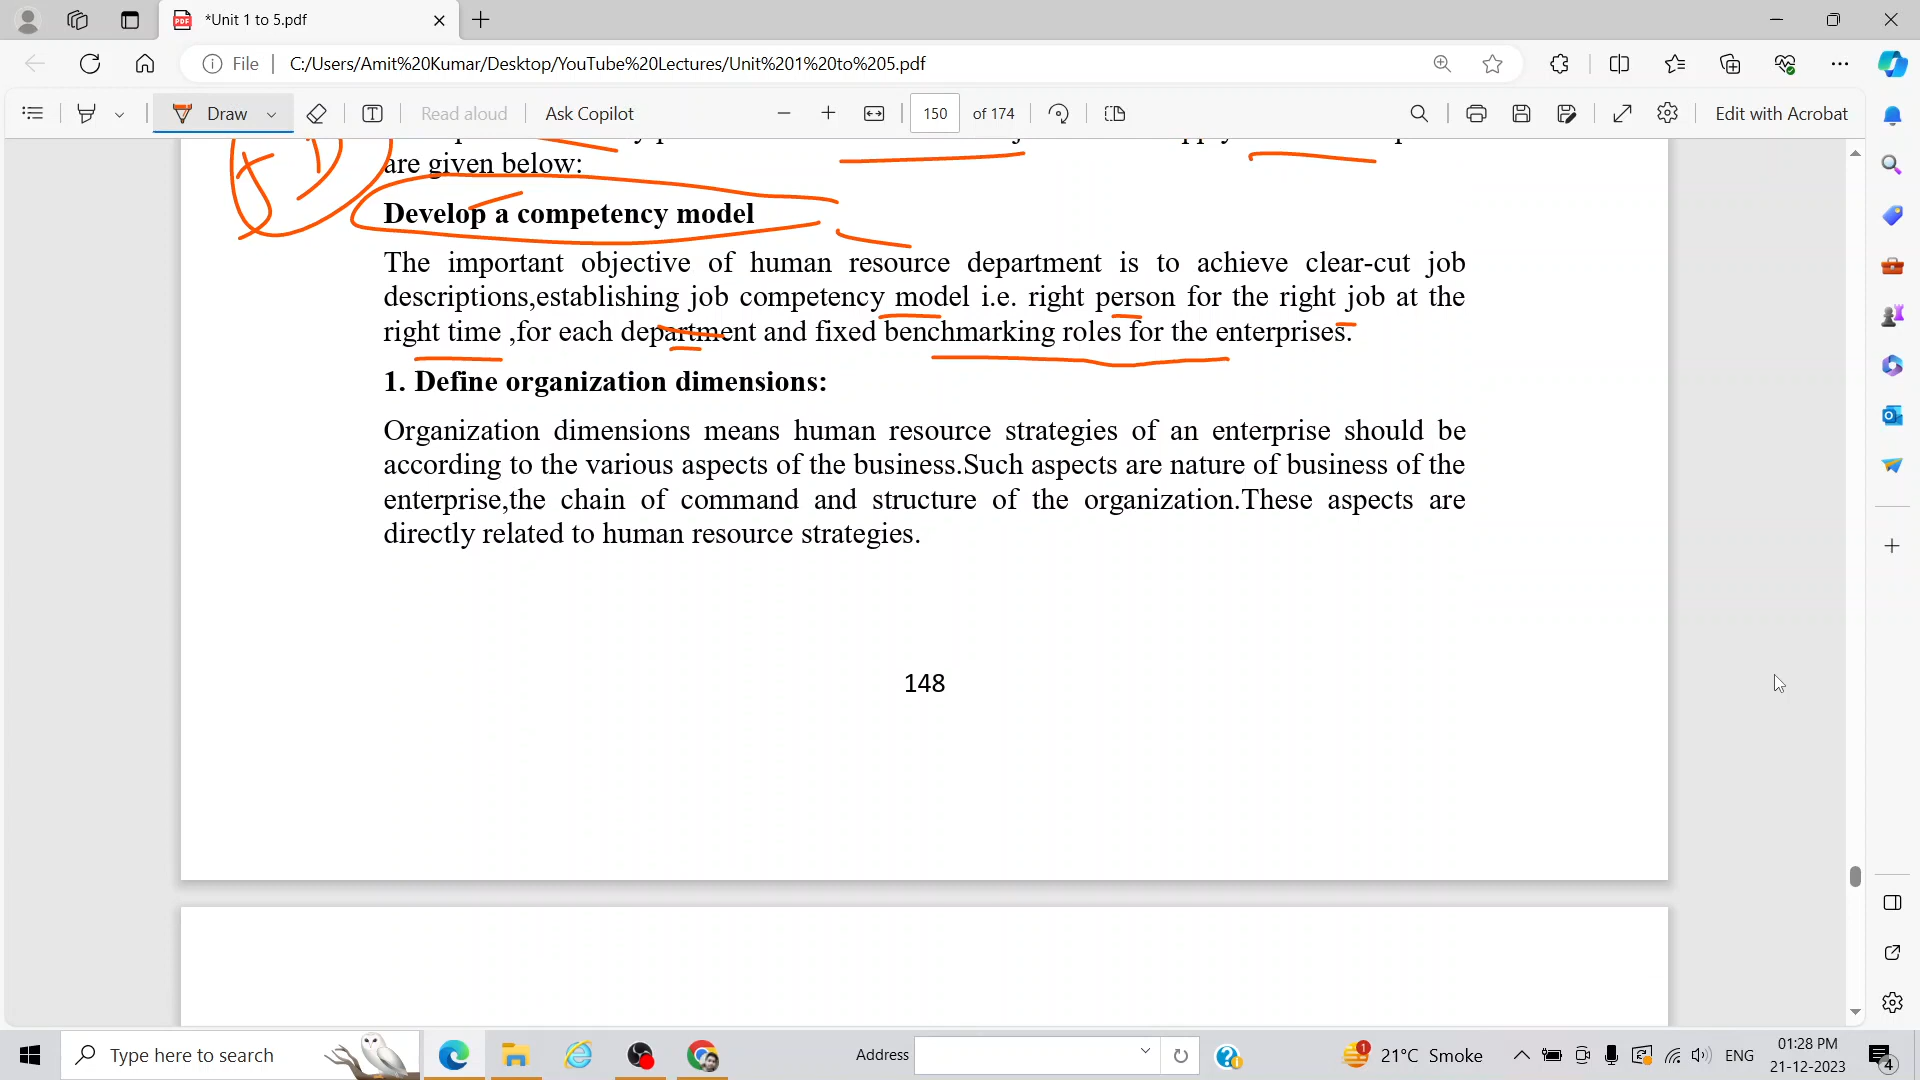 *Unit 1 to 5.pdf
File
C:/Users/Amit%20Kumar/Desktop/YouTube%20Lectures/Unit%201%20to%205.pdf
Draw
Read aloud
Ask Copilot
150 of 174
Edit with Acrobat
are given below:
Develop a competency model
The important objective of human resource department is to achieve clear-cut job
descriptions,establishing job competency model i.e. right person for the right job at the
right time ,for each department and fixed benchmarking roles for the enterprises.
1. Define organization dimensions:
Organization dimensions means human resource strategies of an enterprise should be
according to the various aspects of the business.Such aspects are nature of business of the
enterprise,the chain of command and structure of the organization.These aspects are
directly related to human resource strategies.
148
Type here to search
Address
1
21°C Smoke
ENG
01:28 PM
21-12-2023
4